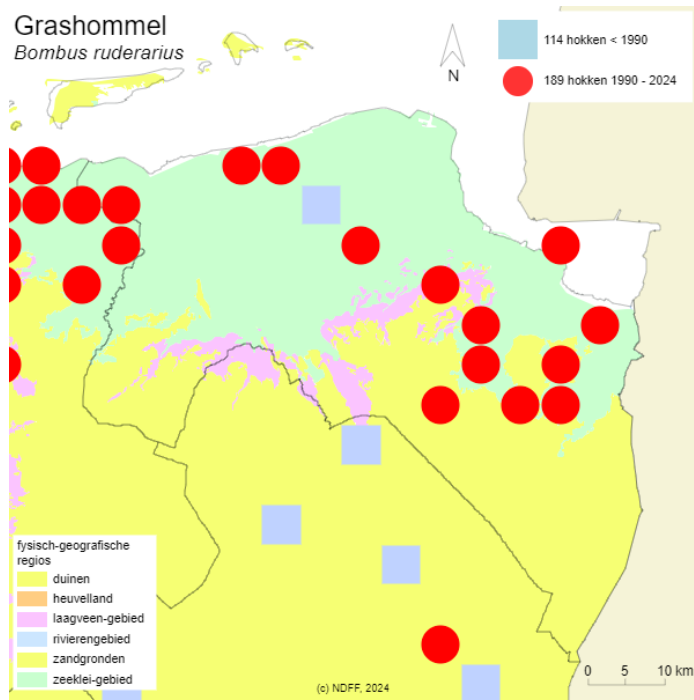 Grashommel
Bombus ruderarius
N
114 hokken < 1990
189 hokken 1990 - 2024
fysisch-geografische
regios
duinen
heuvelland
laagveen-gebied
rivierengebied
zandgronden
zeeklei-gebied
(c) NDFF, 2024
0 5 10 km